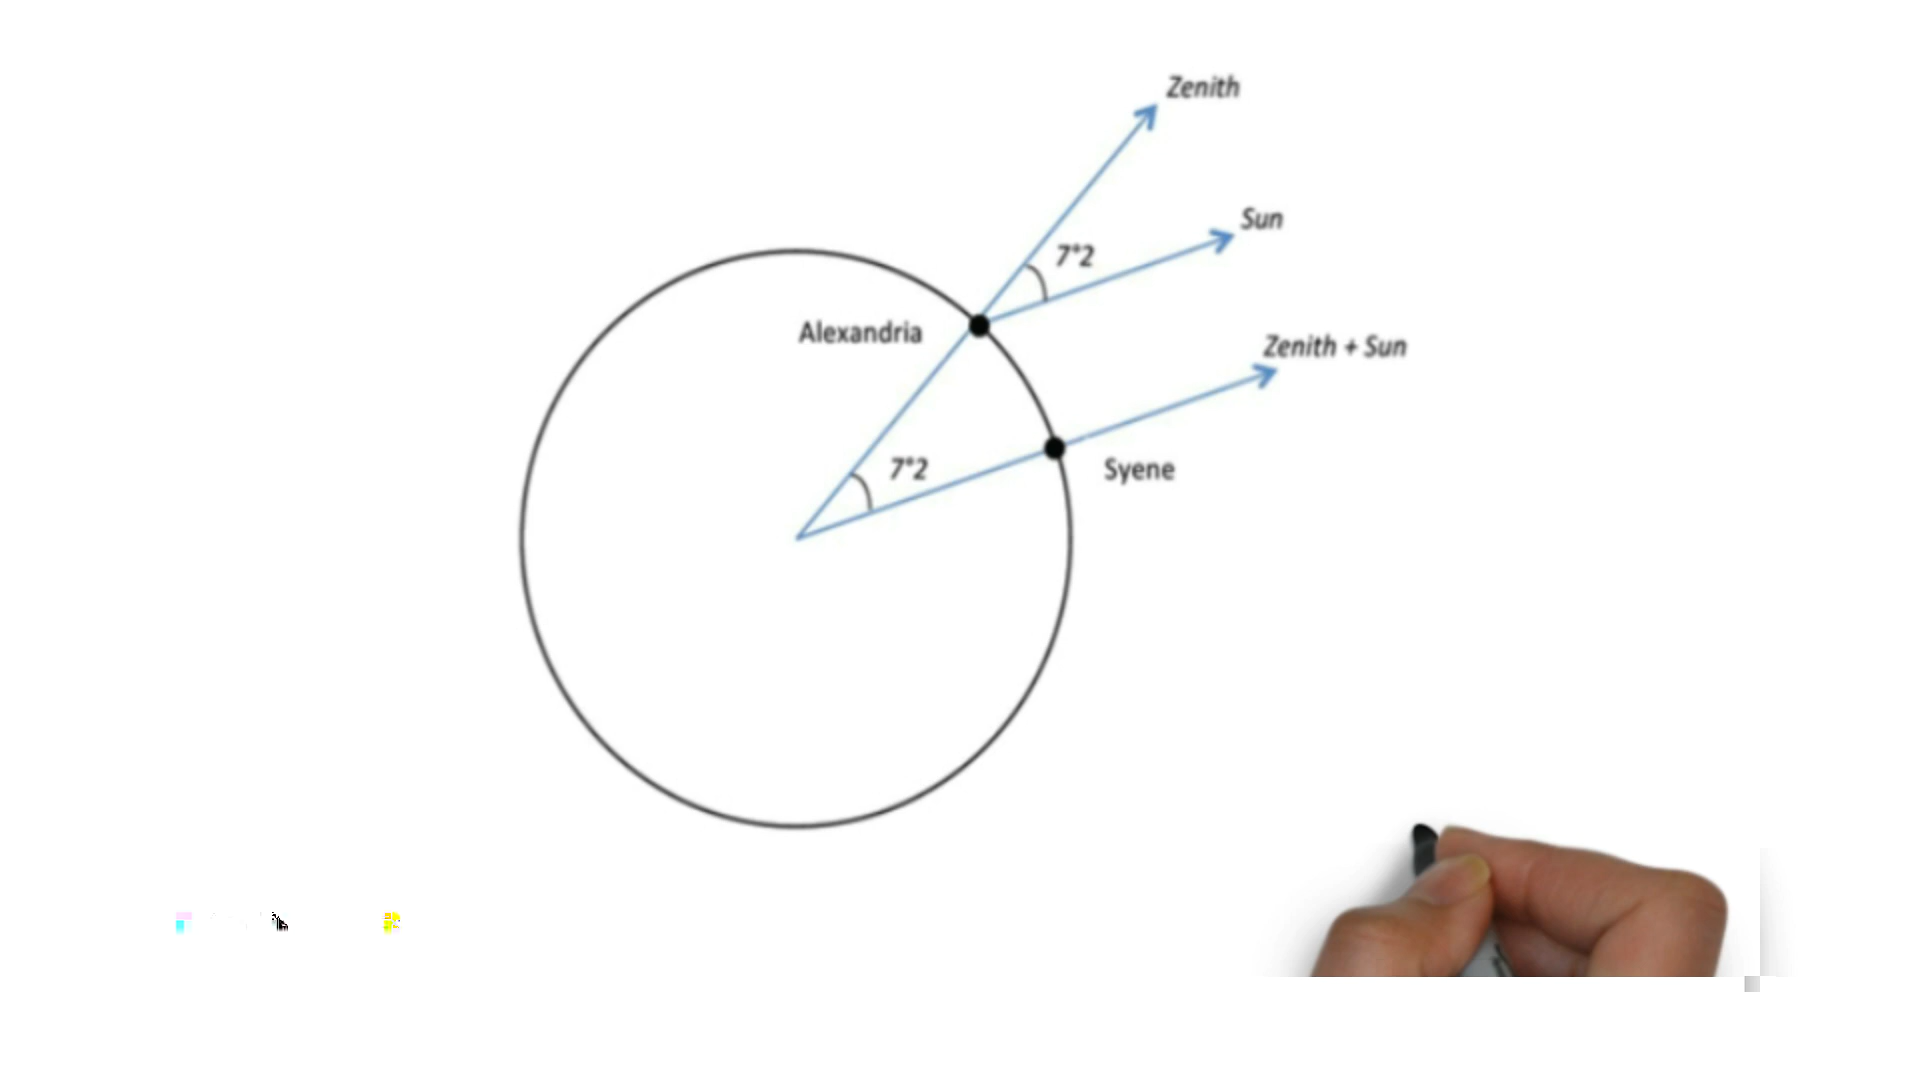 Zenith
Sun
7°2
Alexandria
Zenith + Sun
7°2
Syene